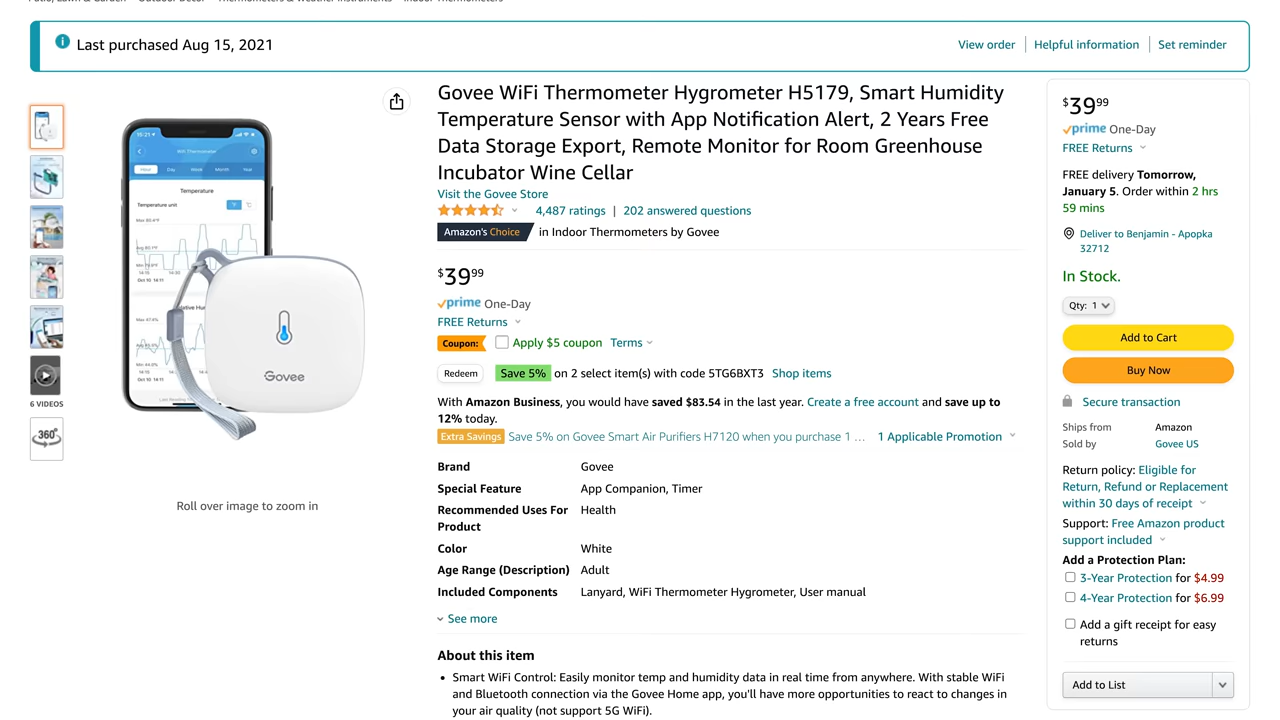 Last purchased Aug 15, 2021
View order
Helpful information
Set reminder
Govee WiFi Thermometer Hygrometer H5179, Smart Humidity
Temperature Sensor with App Notification Alert, 2 Years Free
Data Storage Export, Remote Monitor for Room Greenhouse
Incubator Wine Cellar
Visit the Govee Store
4,487 ratings | 202 answered questions
Amazon's Choice in Indoor Thermometers by Govee
$39.99
prime One-Day
FREE Returns
Coupon: Apply $5 coupon Terms
Redeem Save 5% on 2 select item(s) with code 5TG6BXT3 Shop items
With Amazon Business, you would have saved $83.54 in the last year. Create a free account and save up to
12% today.
Extra Savings Save 5% on Govee Smart Air Purifiers H7120 when you purchase 1 … 1 Applicable Promotion
Brand Govee
Special Feature App Companion, Timer
Recommended Uses For Health
Product
Color White
Age Range (Description) Adult
Included Components Lanyard, WiFi Thermometer Hygrometer, User manual
See more
About this item
• Smart WiFi Control: Easily monitor temp and humidity data in real time from anywhere. With stable WiFi
and Bluetooth connection via the Govee Home app, you'll have more opportunities to react to changes in
your air quality (not support 5G WiFi).
6 VIDEOS
360°
15:21
WiFi Thermometer
Hour Day Week Month Year
Temperature
Temperature unit
Govee
Roll over image to zoom in
$39.99
prime One-Day
FREE Returns
FREE delivery Tomorrow,
January 5. Order within 2 hrs
59 mins
Deliver to Benjamin - Apopka
32712
In Stock.
Qty: 1
Add to Cart
Buy Now
Secure transaction
Ships from Amazon
Sold by Govee US
Return policy: Eligible for
Return, Refund or Replacement
within 30 days of receipt
Support: Free Amazon product
support included
Add a Protection Plan:
3-Year Protection for $4.99
4-Year Protection for $6.99
Add a gift receipt for easy
returns
Add to List